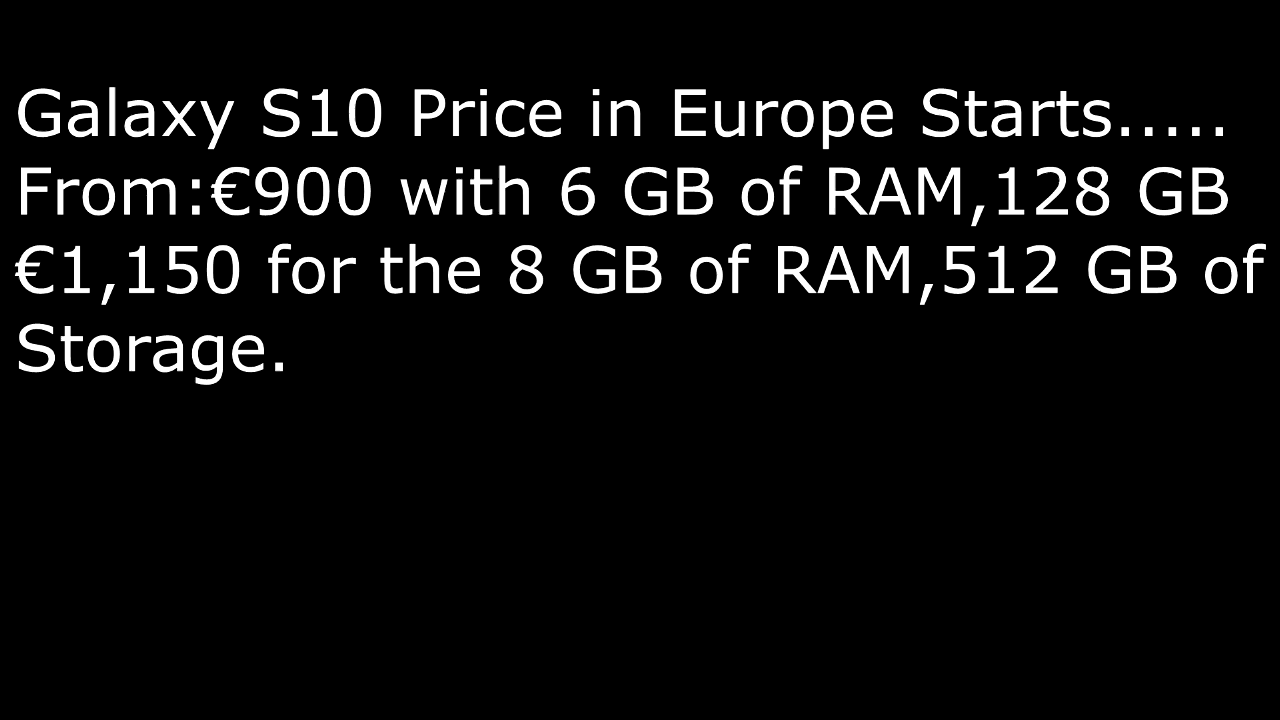 Galaxy S10 Price in Europe Starts.....
From:€900 with 6 GB of RAM,128 GB
€1,150 for the 8 GB of RAM,512 GB of
Storage.